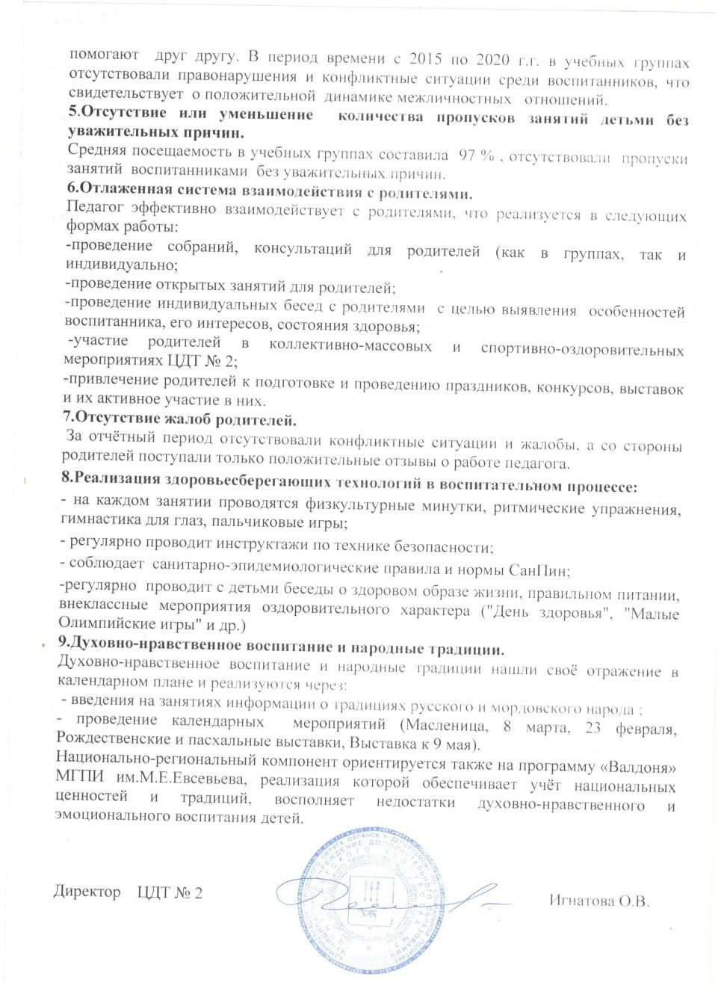 помогают друг другу. В период времени с 2015 по 2020 г.г. в учебных группах
отсутствовали правонарушения и конфликтные ситуации среди воспитанников, что
свидетельствует о положительной динамике межличностных отношений.
5.Отсутствие или уменьшение количества пропусков занятий детьми без
уважительных причин.
Средняя посещаемость в учебных группах составила 97 % , отсутствовали пропуски
занятий воспитанниками без уважительных причин.
6.Отлаженная система взаимодействия с родителями.
Педагог эффективно взаимодействует с родителями, что реализуется в следующих
формах работы:
-проведение собраний, консультаций для родителей (как в группах, так и
индивидуально;
-проведение открытых занятий для родителей;
-проведение индивидуальных бесед с родителями с целью выявления особенностей
воспитанника, его интересов, состояния здоровья;
-участие родителей в коллективно-массовых и спортивно-оздоровительных
мероприятиях ЦДТ № 2;
-привлечение родителей к подготовке и проведению праздников, конкурсов, выставок
и их активное участие в них.
7.Отсутствие жалоб родителей.
За отчётный период отсутствовали конфликтные ситуации и жалобы, а со стороны
родителей поступали только положительные отзывы о работе педагога.
8.Реализация здоровьесберегающих технологий в воспитательном процессе:
- на каждом занятии проводятся физкультурные минутки, ритмические упражнения,
гимнастика для глаз, пальчиковые игры;
- регулярно проводит инструктажи по технике безопасности;
- соблюдает санитарно-эпидемиологические правила и нормы СанПин;
-регулярно проводит с детьми беседы о здоровом образе жизни, правильном питании,
внеклассные мероприятия оздоровительного характера ("День здоровья", "Малые
Олимпийские игры" и др.)
9.Духовно-нравственное воспитание и народные традиции.
Духовно-нравственное воспитание и народные традиции нашли своё отражение в
календарном плане и реализуются через:
- введения на занятиях информации о традициях русского и мордовского народа ;
- проведение календарных мероприятий (Масленица, 8 марта, 23 февраля,
Рождественские и пасхальные выставки, Выставка к 9 мая).
Национально-региональный компонент ориентируется также на программу «Валдоня»
МГПИ им.М.Е.Евсевьева, реализация которой обеспечивает учёт национальных
ценностей и традиций, восполняет недостатки духовно-нравственного и
эмоционального воспитания детей.
Директор ЦДТ № 2
Игнатова О.В.